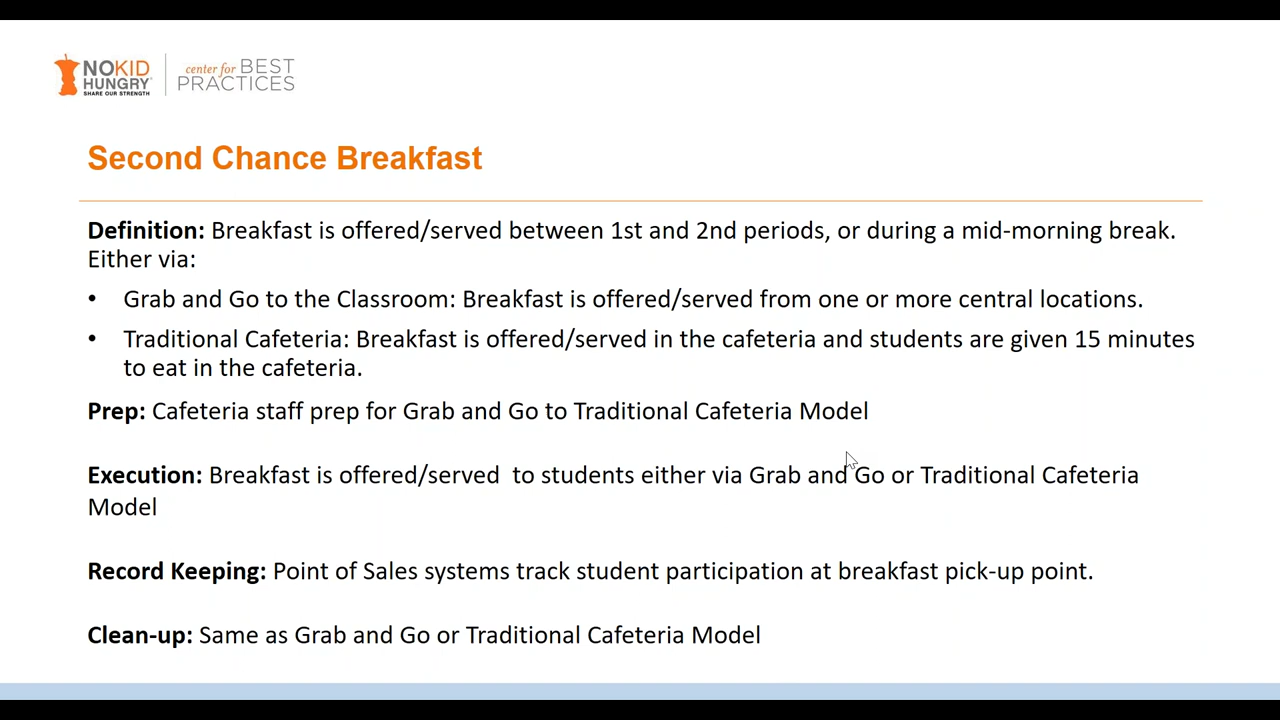 NOKID
HUNGRY
SHARE OUR STRENGTH
center for BEST
PRACTICES
Second Chance Breakfast
Definition: Breakfast is offered/served between 1st and 2nd periods, or during a mid-morning break.
Either via:
• Grab and Go to the Classroom: Breakfast is offered/served from one or more central locations.
• Traditional Cafeteria: Breakfast is offered/served in the cafeteria and students are given 15 minutes
to eat in the cafeteria.
Prep: Cafeteria staff prep for Grab and Go to Traditional Cafeteria Model
Execution: Breakfast is offered/served  to students either via Grab and Go or Traditional Cafeteria
Model
Record Keeping: Point of Sales systems track student participation at breakfast pick-up point.
Clean-up: Same as Grab and Go or Traditional Cafeteria Model